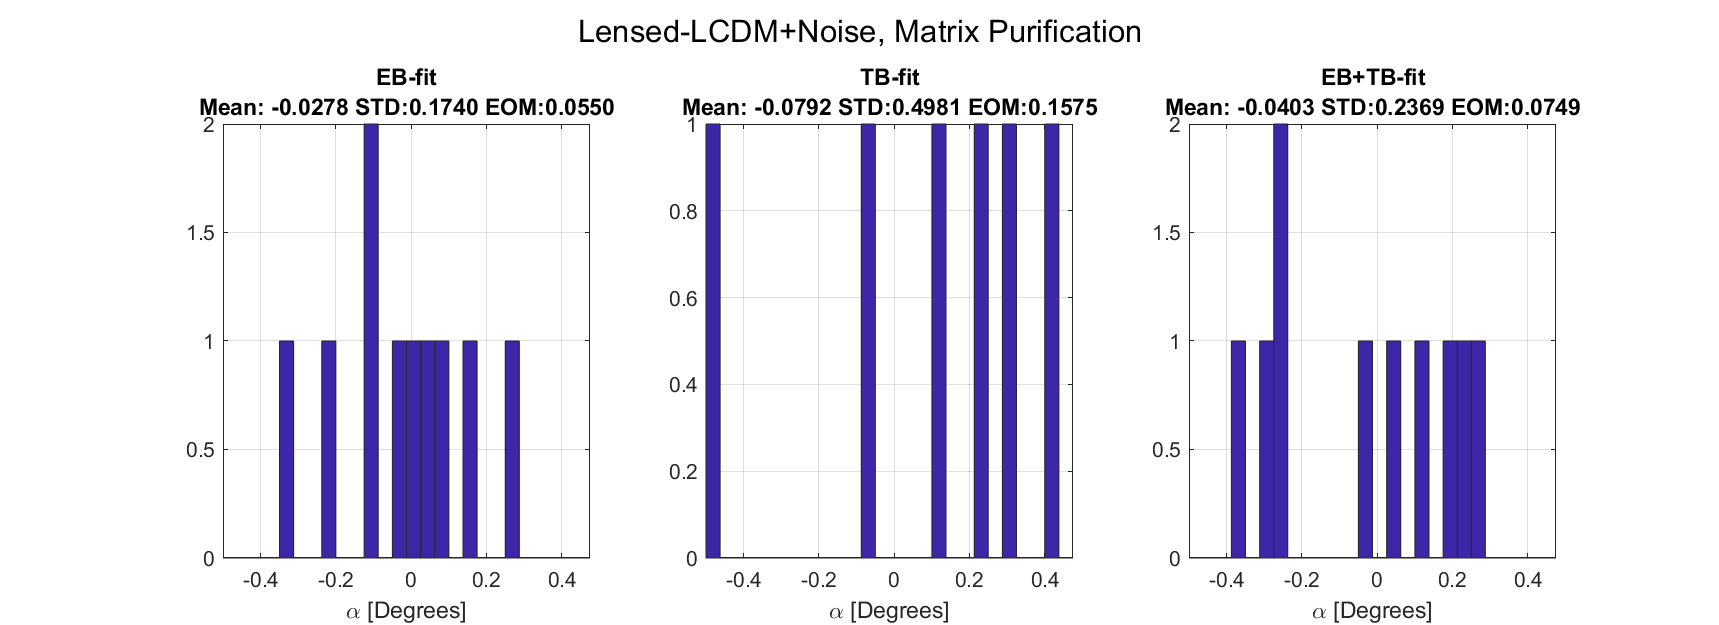 Lensed-LCDM+Noise, Matrix Purification
EB-fit
Mean: -0.0278 STD:0.1740 EOM:0.0550
2
1.5
1
0.5
0
-0.4 -0.2 0 0.2 0.4
α [Degrees]
TB-fit
Mean: -0.0792 STD:0.4981 EOM:0.1575
1
0.8
0.6
0.4
0.2
0
-0.4 -0.2 0 0.2 0.4
α [Degrees]
EB+TB-fit
Mean: -0.0403 STD:0.2369 EOM:0.0749
2
1.5
1
0.5
0
-0.4 -0.2 0 0.2 0.4
α [Degrees]